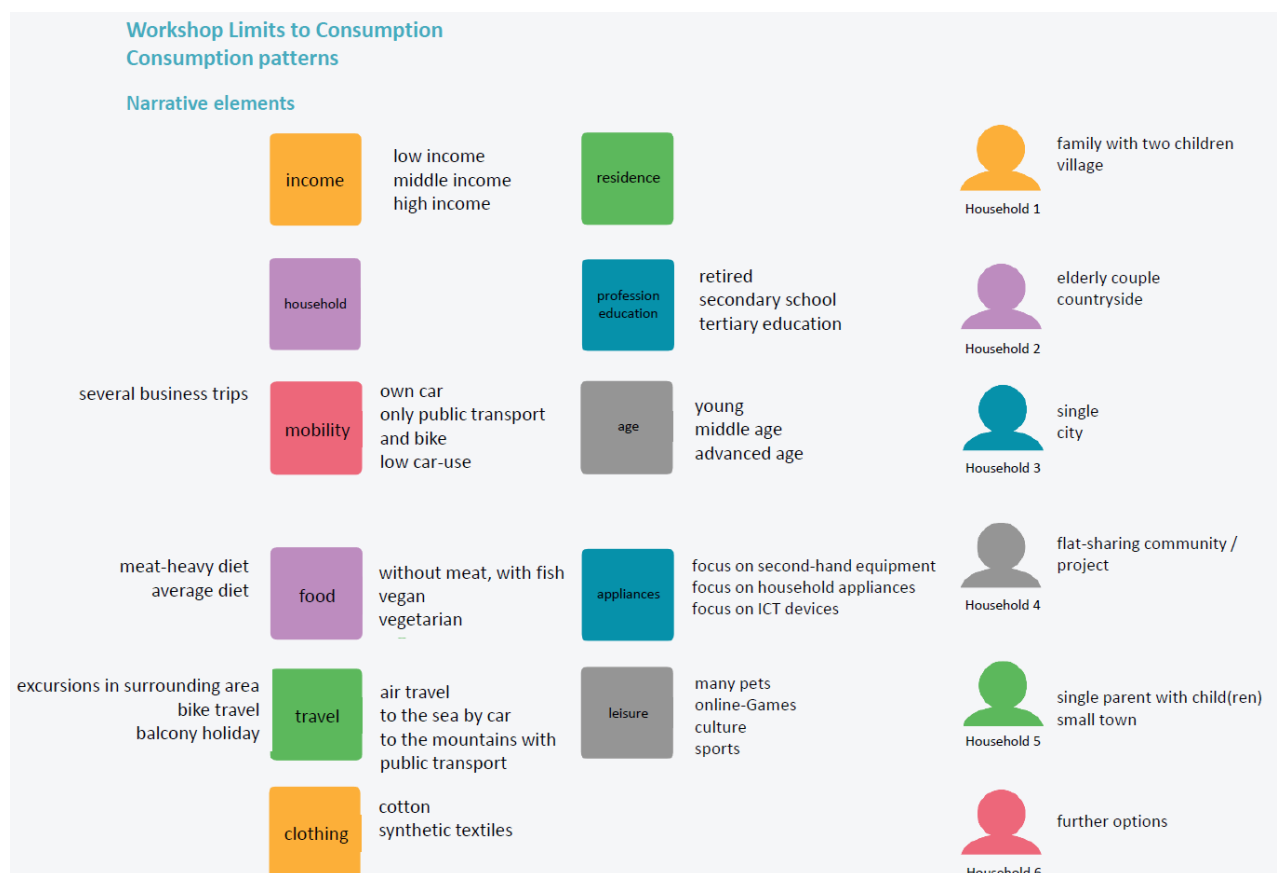 Workshop Limits to Consumption
Consumption patterns
Narrative elements
income
low income
middle income
high income
residence
family with two children
village
Household 1
household
profession
education
retired
secondary school
tertiary education
elderly couple
countryside
Household 2
several business trips
mobility
own car
only public transport
and bike
low car-use
age
young
middle age
advanced age
single
city
Household 3
meat-heavy diet
average diet
food
without meat, with fish
vegan
vegetarian
appliances
focus on second-hand equipment
focus on household appliances
focus on ICT devices
flat-sharing community /
project
Household 4
excursions in surrounding area
bike travel
balcony holiday
travel
air travel
to the sea by car
to the mountains with
public transport
leisure
many pets
online-Games
culture
sports
single parent with child(ren)
small town
Household 5
clothing
cotton
synthetic textiles
further options
Household 6